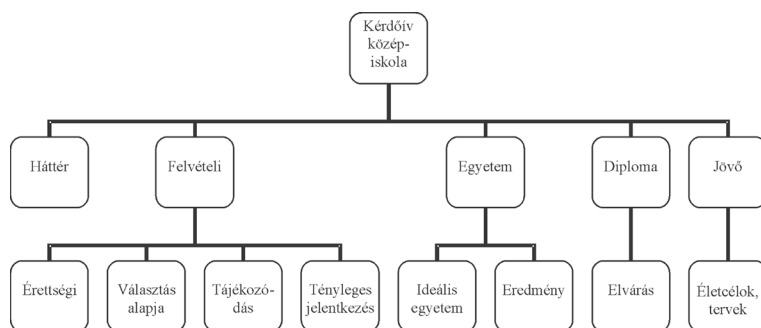 Kérdőív
közép-
iskola
Háttér
Felvételi
Egyetem
Diploma
Jövő
Érettségi
Választás
alapja
Tájékozó-
dás
Tényleges
jelentkezés
Ideális
egyetem
Eredmény
Elvárás
Életcélok,
tervek